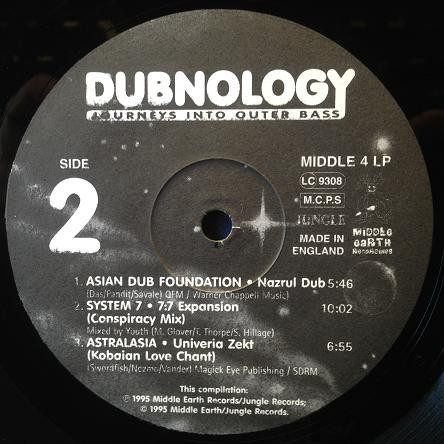 DUBNOLOGY
JOURNEYS INTO OUTER BASS
SIDE
2
MIDDLE 4 LP
LC 9308
M.C.P.S
JUNGLE
MADE IN
ENGLAND
MIDDLE
EARTH
RECORDINGS
1. ASIAN DUB FOUNDATION • Nazrul Dub 5:46
(Das/Pandit/Savale) QFM / Warner Chappell Music)
2. SYSTEM 7 • 7:7 Expansion 10:02
(Conspiracy Mix)
Mixed by Youth (M. Glover/T. Thorpe/S. Hillage)
3. ASTRALASIA • Univeria Zekt 6:55
(Kobaian Love Chant)
(Swordfish/Nozmo/Vander) Magick Eye Publishing / SDRM
This compilation:
℗ 1995 Middle Earth Records/Jungle Records;
© 1995 Middle Earth/Jungle Records.